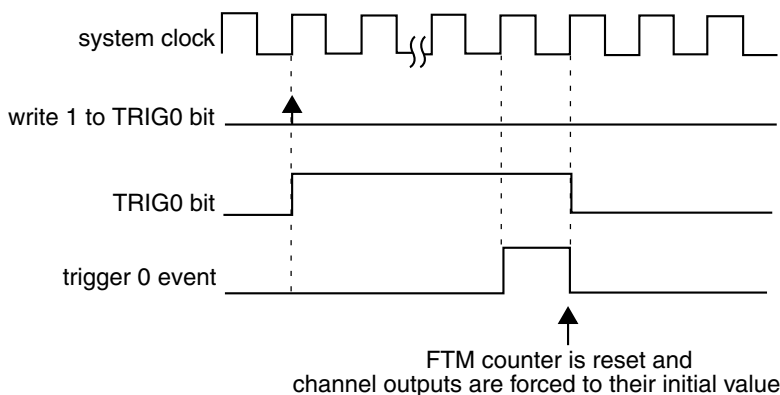 system clock
write 1 to TRIG0 bit
TRIG0 bit
trigger 0 event
FTM counter is reset and
channel outputs are forced to their initial value